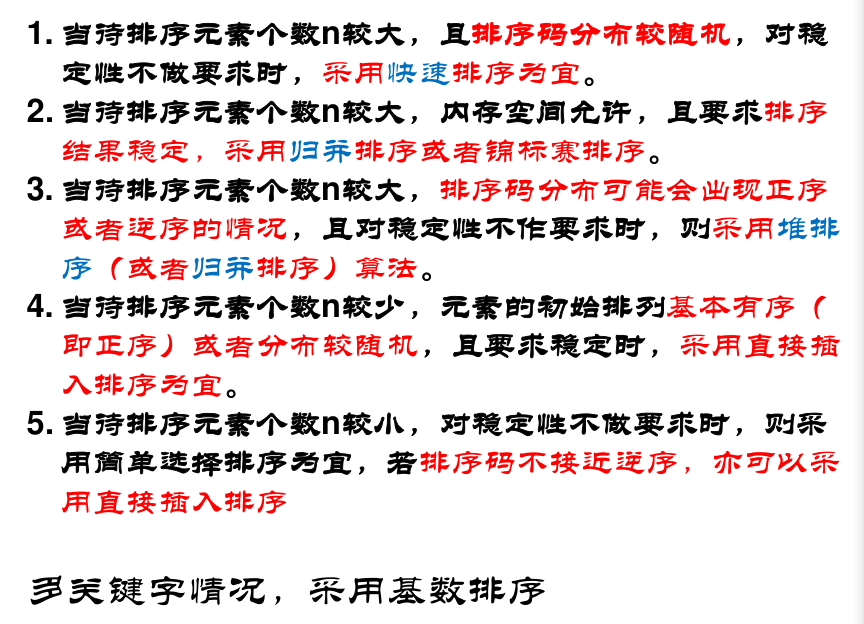 1. 当待排序元素个数n较大，且排序码分布较随机，对稳
定性不做要求时，采用快速排序为宜。
2. 当待排序元素个数n较大，内存空间允许，且要求排序
结果稳定，采用归并排序或者锦标赛排序。
3. 当待排序元素个数n较大，排序码分布可能会出现正序
或者逆序的情况，且对稳定性不作要求时，则采用堆排
序（或者归并排序）算法。
4. 当待排序元素个数n较少，元素的初始排列基本有序（
即正序）或者分布较随机，且要求稳定时，采用直接插
入排序为宜。
5. 当待排序元素个数n较小，对稳定性不做要求时，则采
用简单选择排序为宜，若排序码不接近逆序，亦可以采
用直接插入排序
多关键字情况，采用基数排序